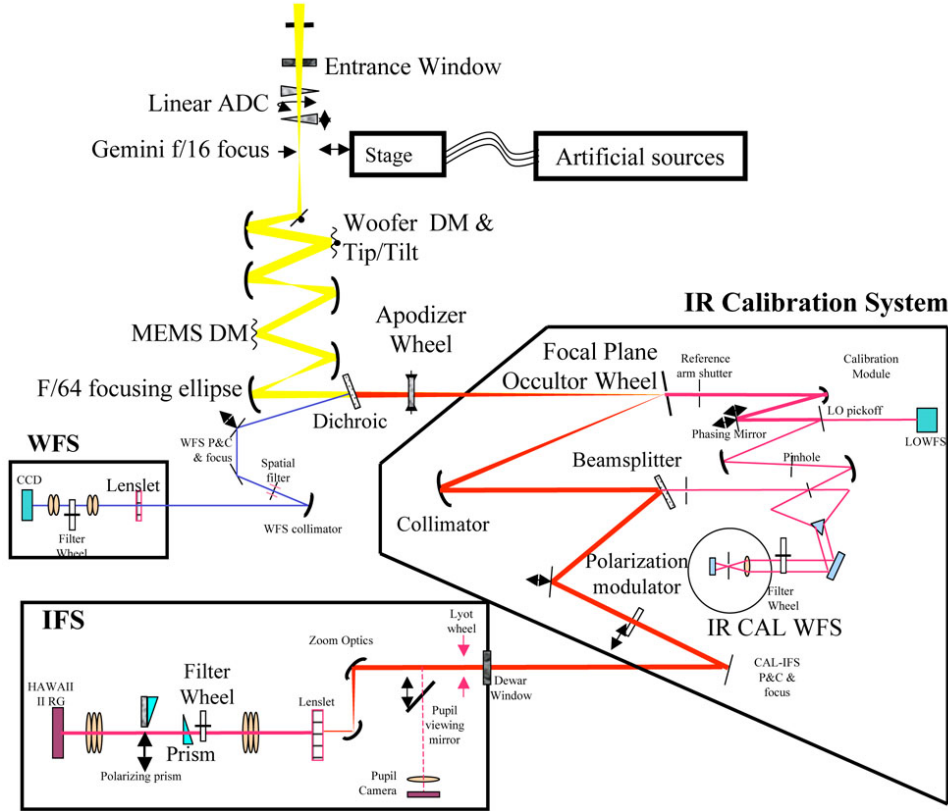 Entrance Window
Linear ADC
Gemini f/16 focus
Stage
Artificial sources
Woofer DM &
Tip/Tilt
MEMS DM
F/64 focusing ellipse
Apodizer
Wheel
Dichroic
IR Calibration System
Focal Plane
Occultor Wheel
Reference
arm shutter
Calibration
Module
LO pickoff
Phasing Mirror
LOWFS
Pinhole
Beamsplitter
Collimator
Polarization
modulator
Filter
Wheel
IR CAL WFS
CAL-IFS
P&C &
focus
WFS P&C
& focus
Spatial
filter
WFS collimator
WFS
CCD
Lenslet
Filter
Wheel
IFS
Zoom Optics
Lyot
wheel
Dewar
Window
HAWAII
II RG
Filter
Wheel
Lenslet
Prism
Polarizing prism
Pupil
viewing
mirror
Pupil
Camera